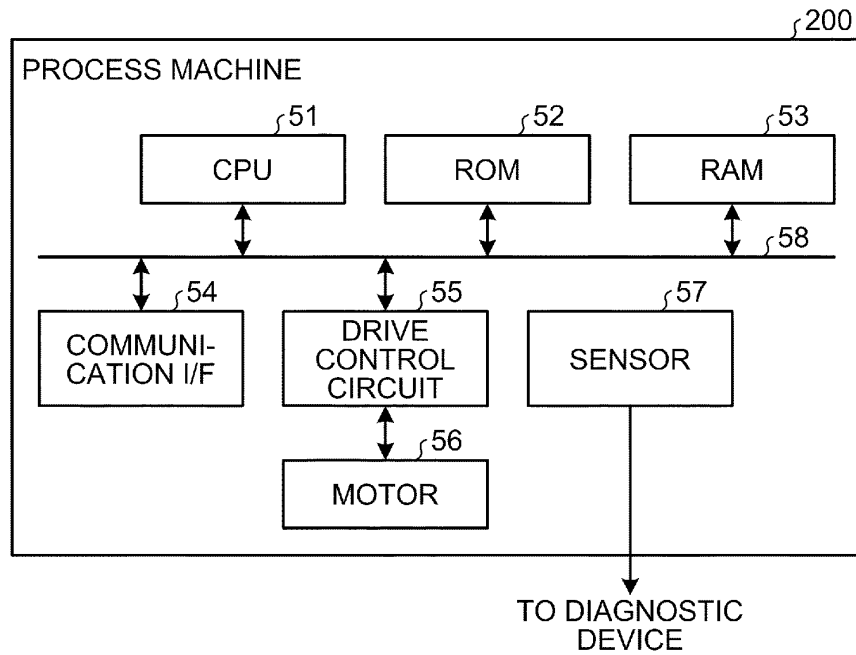 200
PROCESS MACHINE
51
52
53
CPU
ROM
RAM
58
54
55
57
COMMUNI-
CATION I/F
DRIVE
CONTROL
CIRCUIT
SENSOR
56
MOTOR
TO DIAGNOSTIC
DEVICE